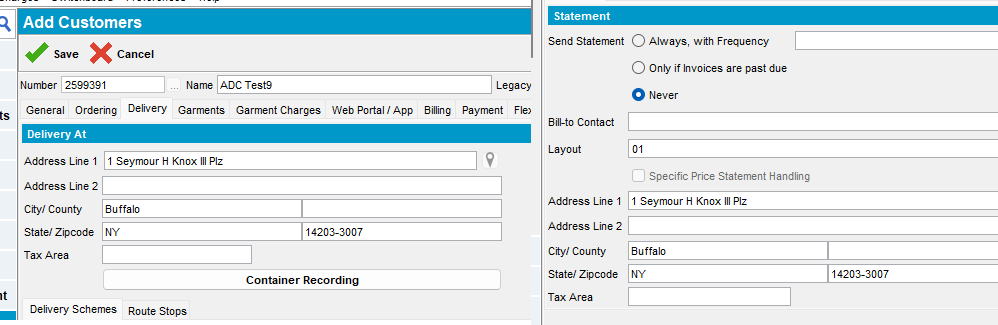 Add Customers
Save Cancel
Number 2599391 ... Name ADC Test9 Legacy
General Ordering Delivery Garments Garment Charges Web Portal / App Billing Payment Flex
Delivery At
Address Line 1 1 Seymour H Knox III Plz
Address Line 2
City/ County Buffalo
State/ Zipcode NY 14203-3007
Tax Area
Container Recording
Delivery Schemes Route Stops
Statement
Send Statement Always, with Frequency
Only if Invoices are past due
Never
Bill-to Contact
Layout 01
Specific Price Statement Handling
Address Line 1 1 Seymour H Knox III Plz
Address Line 2
City/ County Buffalo
State/ Zipcode NY 14203-3007
Tax Area